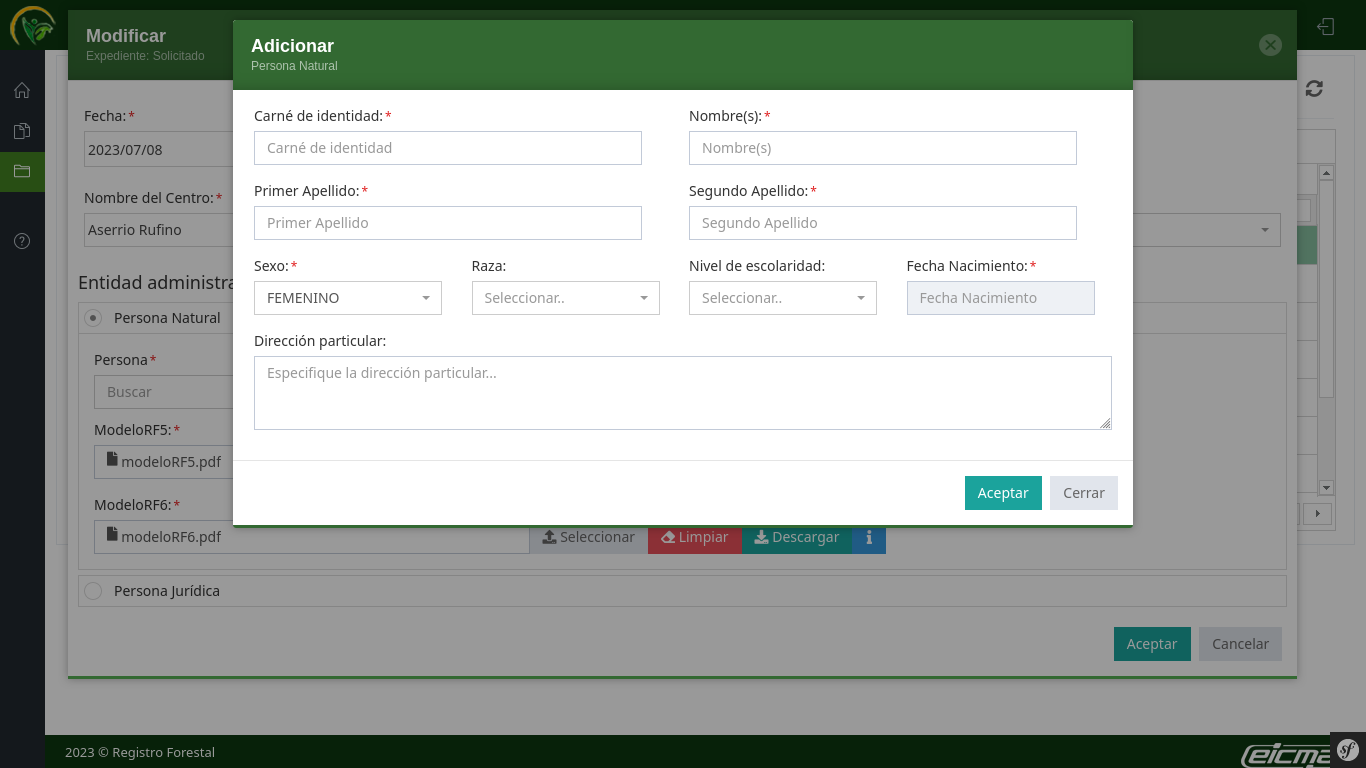 Modificar
Expediente: Solicitado
Adicionar
Persona Natural
Fecha:*
2023/07/08
Nombre del Centro:*
Aserrio Rufino
Entidad administra
Persona Natural
Persona*
Buscar
ModeloRF5:*
modeloRF5.pdf
ModeloRF6:*
modeloRF6.pdf
Carné de identidad:*
Nombre(s):*
Carné de identidad
Nombre(s)
Primer Apellido:*
Segundo Apellido:*
Primer Apellido
Segundo Apellido
Sexo:*
Raza:
Nivel de escolaridad:
Fecha Nacimiento:*
FEMENINO
Seleccionar..
Seleccionar..
Fecha Nacimiento
Dirección particular:
Especifique la dirección particular...
Aceptar
Cerrar
Seleccionar
Limpiar
Descargar
Persona Jurídica
Aceptar
Cancelar
2023 © Registro Forestal
eicma
sf